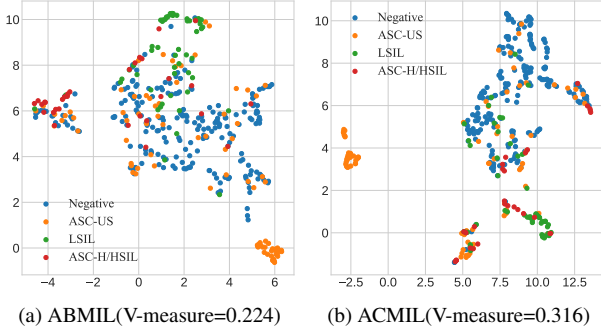 10
8
6
4
2
0
Negative
ASC-US
LSIL
ASC-H/HSIL
-4
-2
0
2
4
6
(a) ABMIL(V-measure=0.224)
10
8
6
4
2
0
Negative
ASC-US
LSIL
ASC-H/HSIL
−2.5
0.0
2.5
5.0
7.5
10.0
12.5
(b) ACMIL(V-measure=0.316)